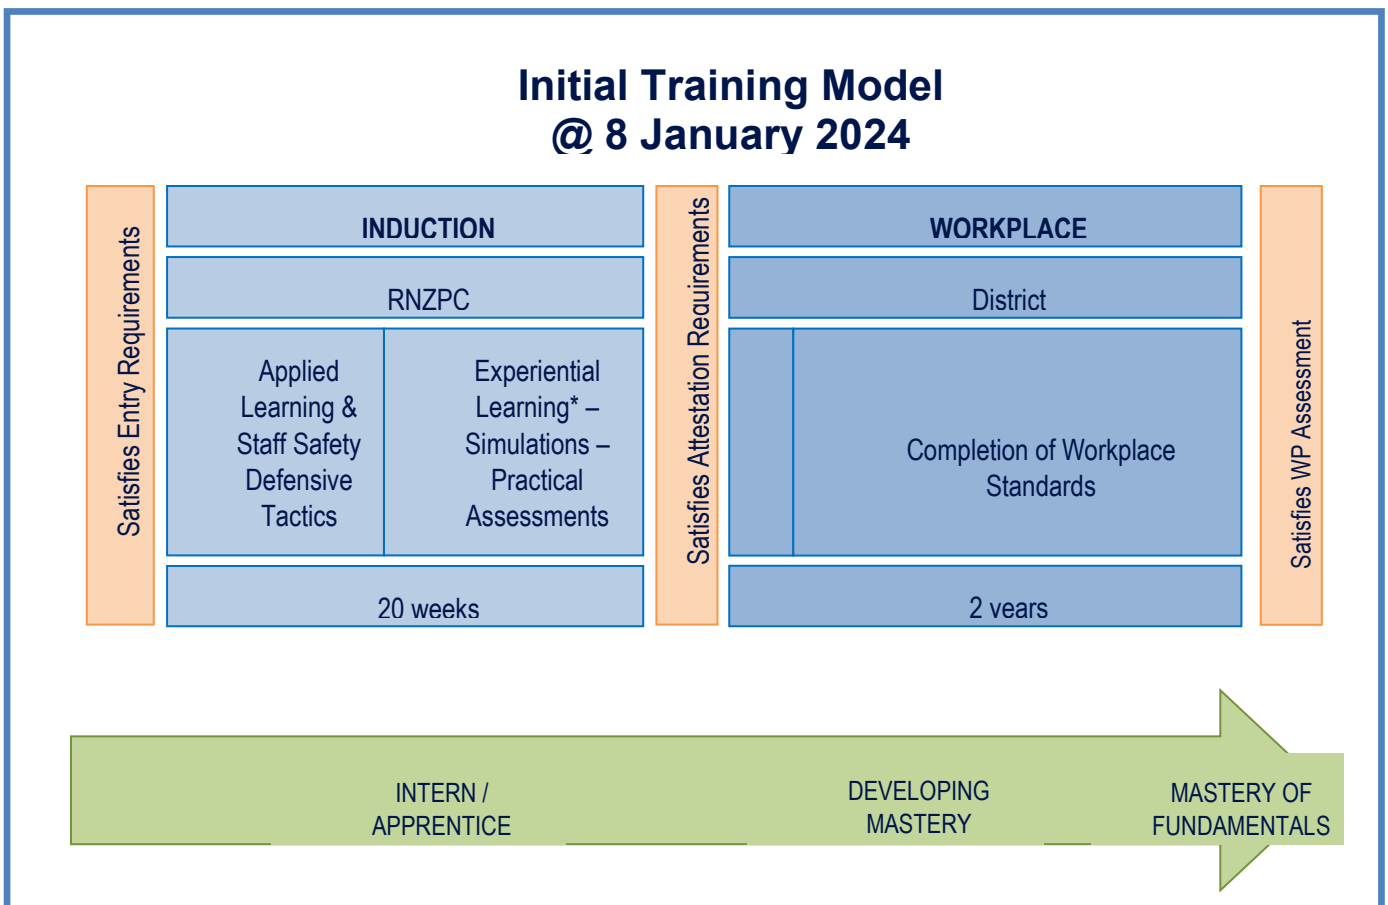 Initial Training Model
@ 8 January 2024
Satisfies Entry Requirements
INDUCTION
RNZPC
Applied
Learning &
Staff Safety
Defensive
Tactics
Experiential
Learning* –
Simulations –
Practical
Assessments
20 weeks
Satisfies Attestation Requirements
WORKPLACE
District
Completion of Workplace
Standards
2 years
Satisfies WP Assessment
INTERN /
APPRENTICE
DEVELOPING
MASTERY
MASTERY OF
FUNDAMENTALS